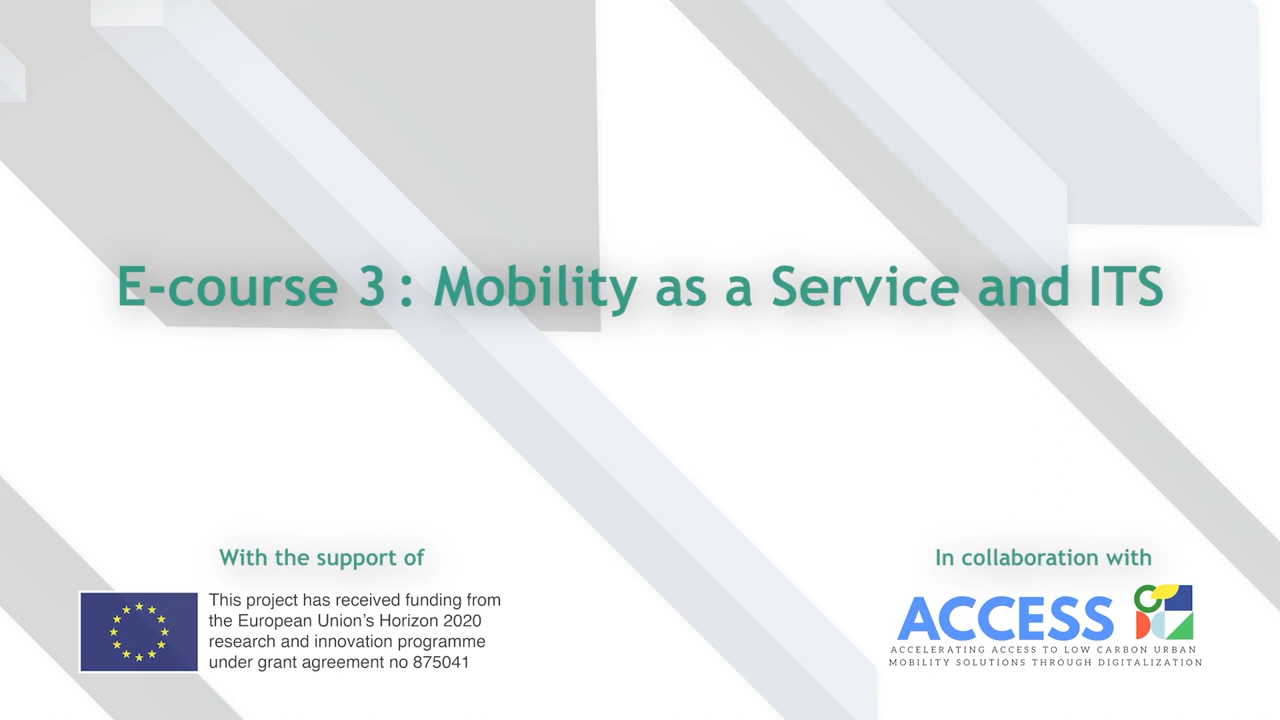 E-course 3 : Mobility as a Service and ITS
With the support of
This project has received funding from
the European Union's Horizon 2020
research and innovation programme
under grant agreement no 875041
In collaboration with
ACCESS
ACCELERATING ACCESS TO LOW CARBON URBAN
MOBILITY SOLUTIONS THROUGH DIGITALIZATION